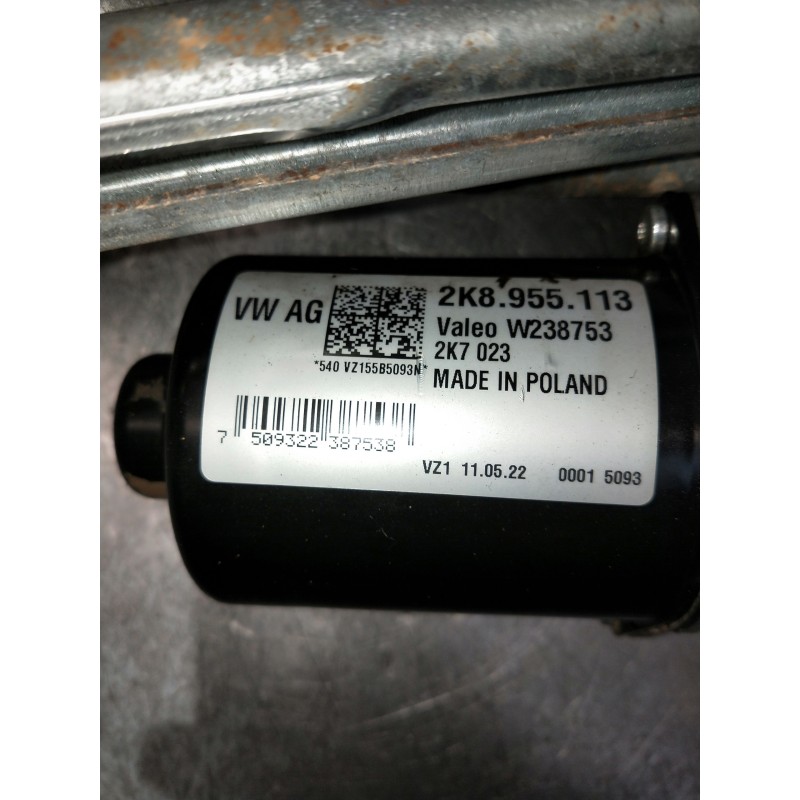 VW AG
2K8.955.113
Valeo W238753
2K7 023
*540 VZ155B5093N*
MADE IN POLAND
7 509322 387538
VZ1 11.05.22 0001 5093